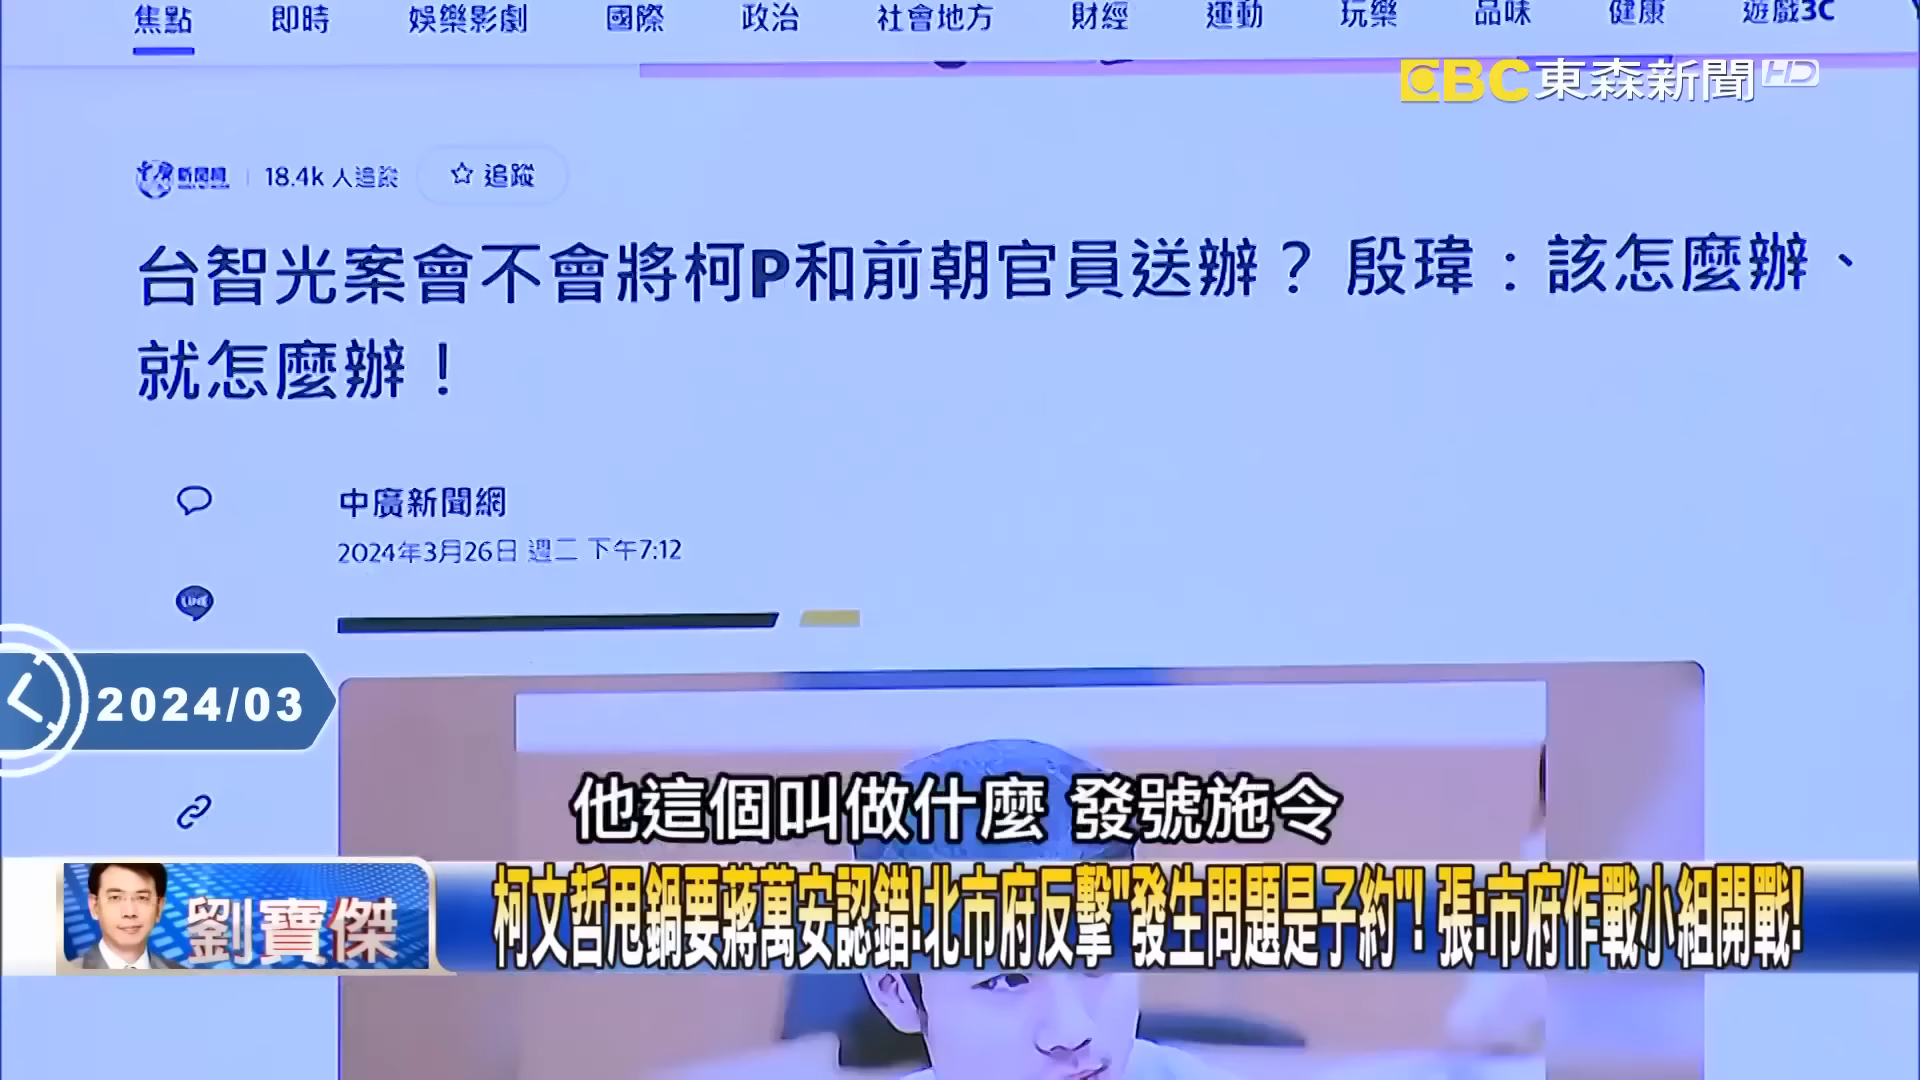 焦點 即時 娛樂影劇 國際 政治 社會地方 財經 運動 玩樂 品味 健康 遊戲3C
EBC東森新聞HD
中廣新聞網 18.4k 人追蹤 ☆ 追蹤
台智光案會不會將柯P和前朝官員送辦？ 殷瑋：該怎麼辦、
就怎麼辦！
中廣新聞網
2024年3月26日 週二 下午7:12
LINE
2024/03
他這個叫做什麼 發號施令
劉寶傑
柯文哲甩鍋要蔣萬安認錯!北市府反擊"發生問題是子約"! 張:市府作戰小組開戰!